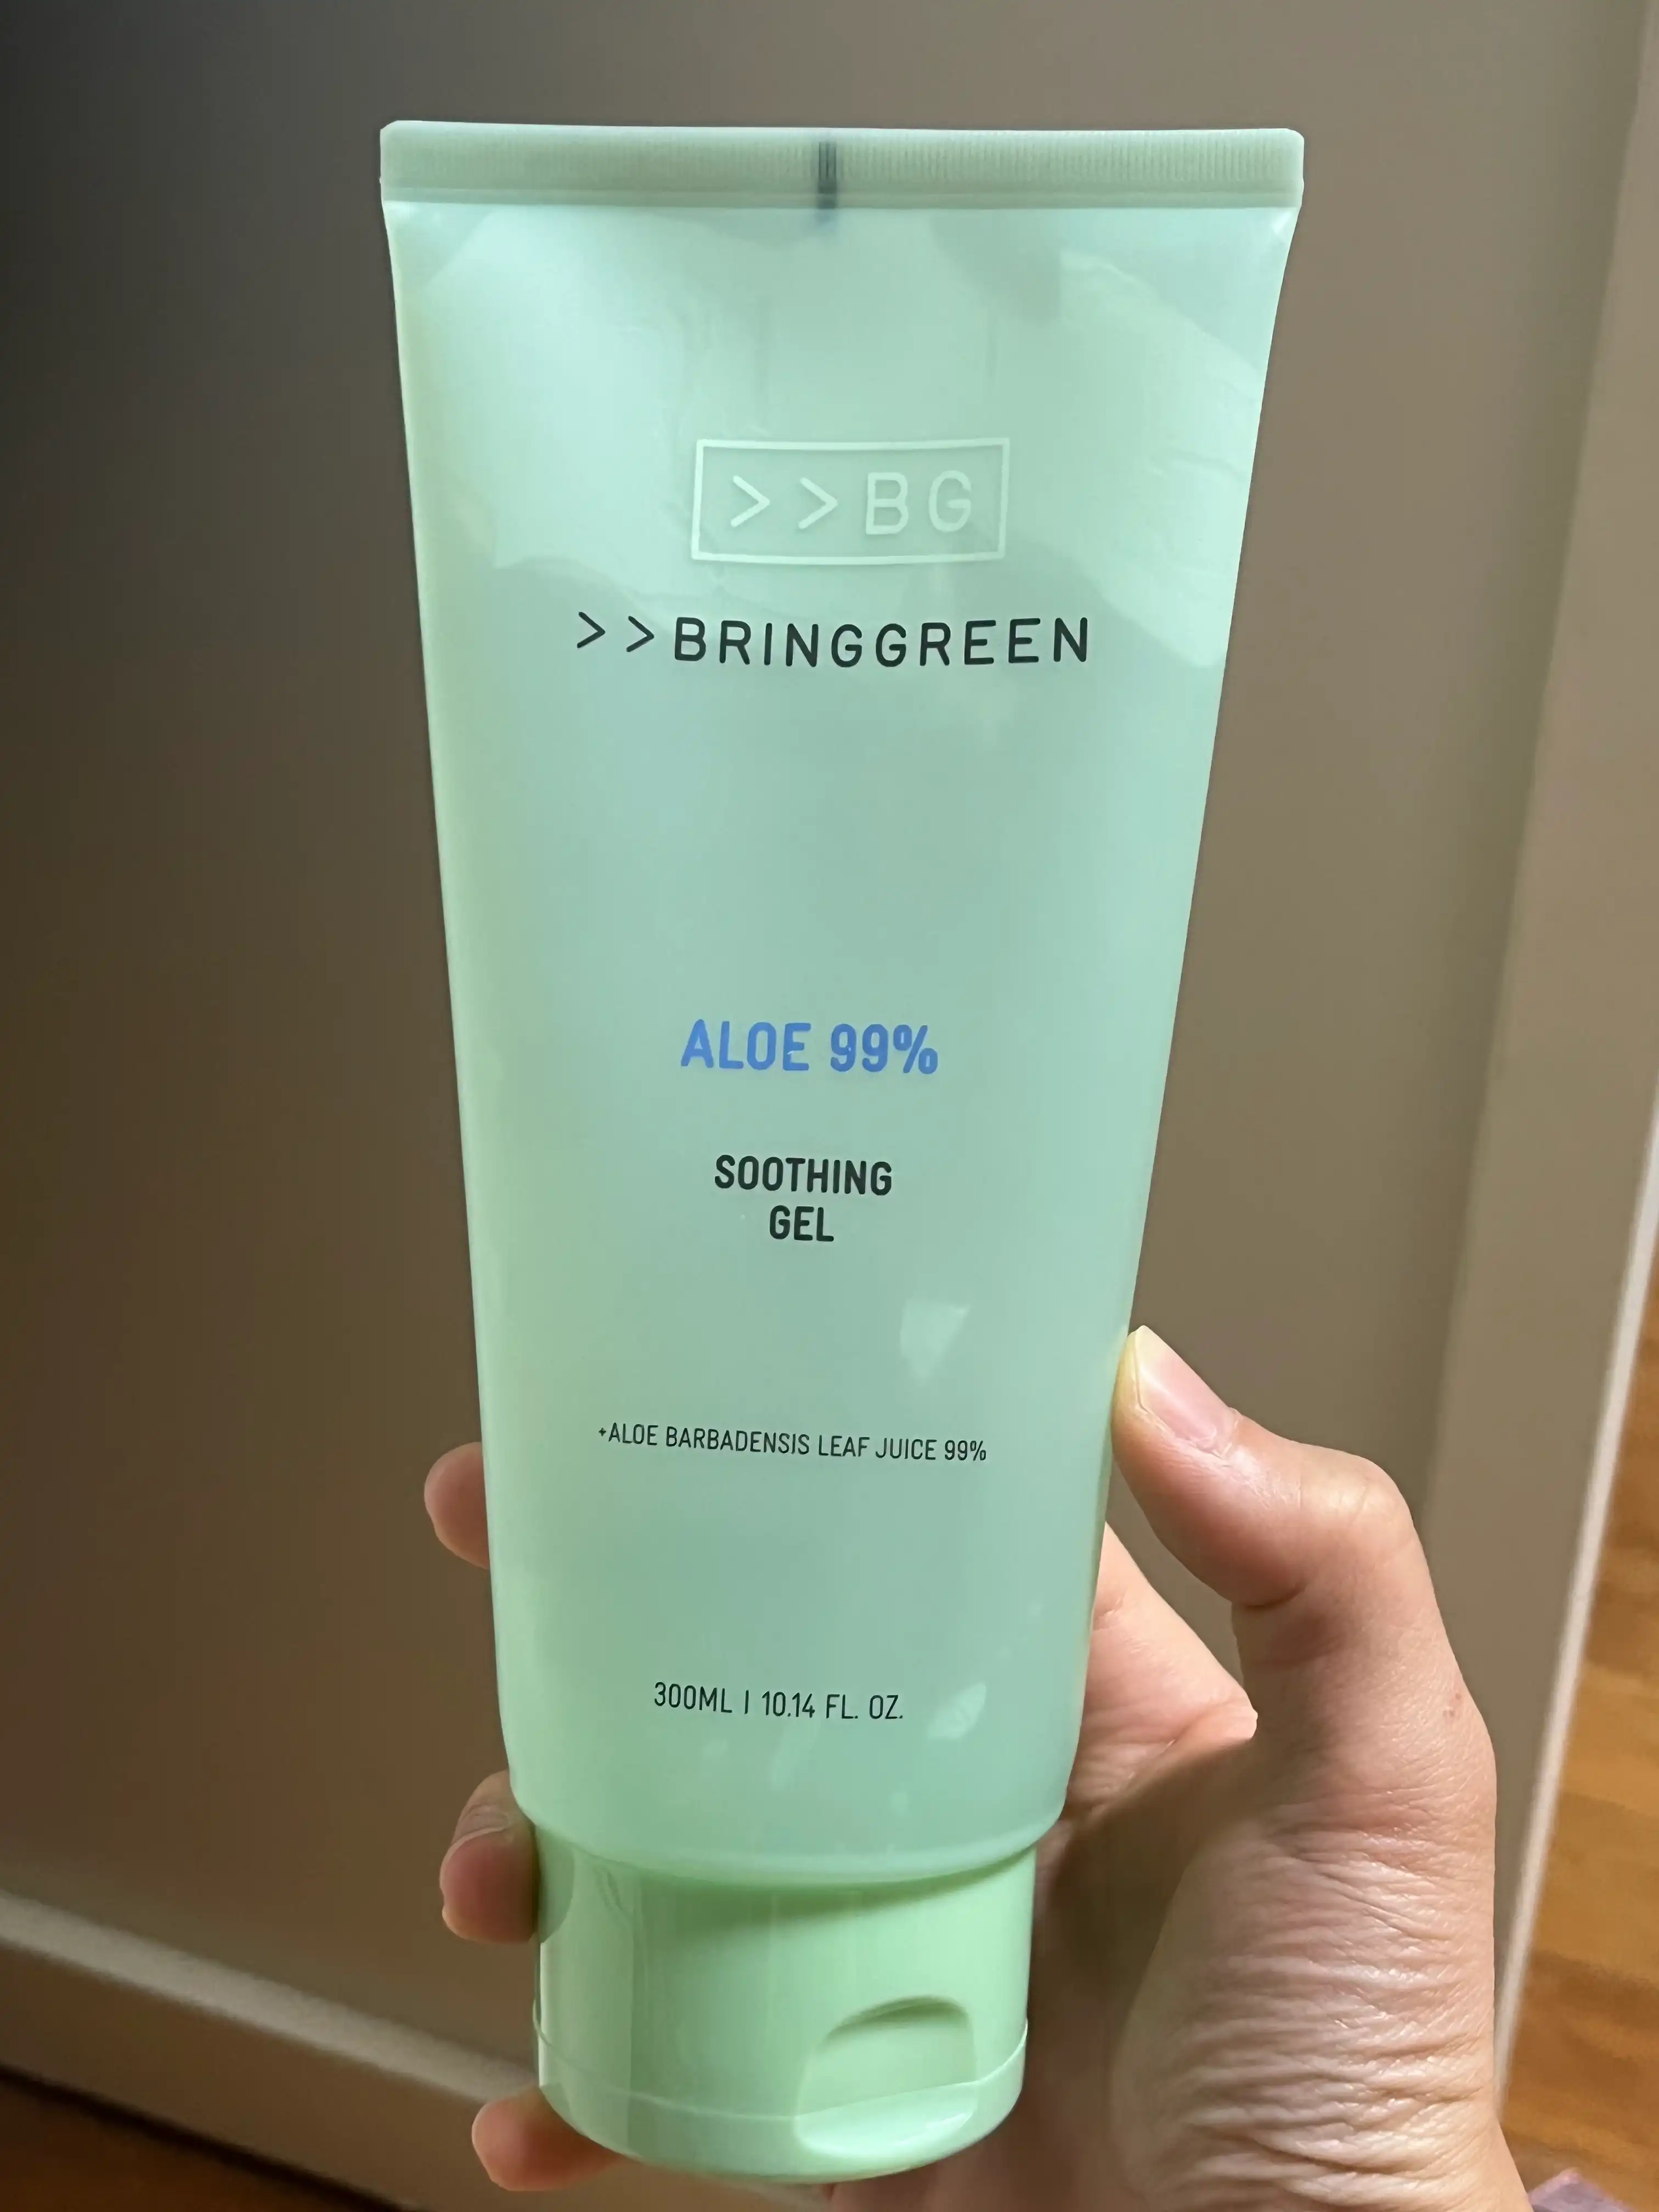 >>BG
>>BRINGGREEN
ALOE 99%
SOOTHING
GEL
+ALOE BARBADENSIS LEAF JUICE 99%
300ML | 10.14 FL. OZ.